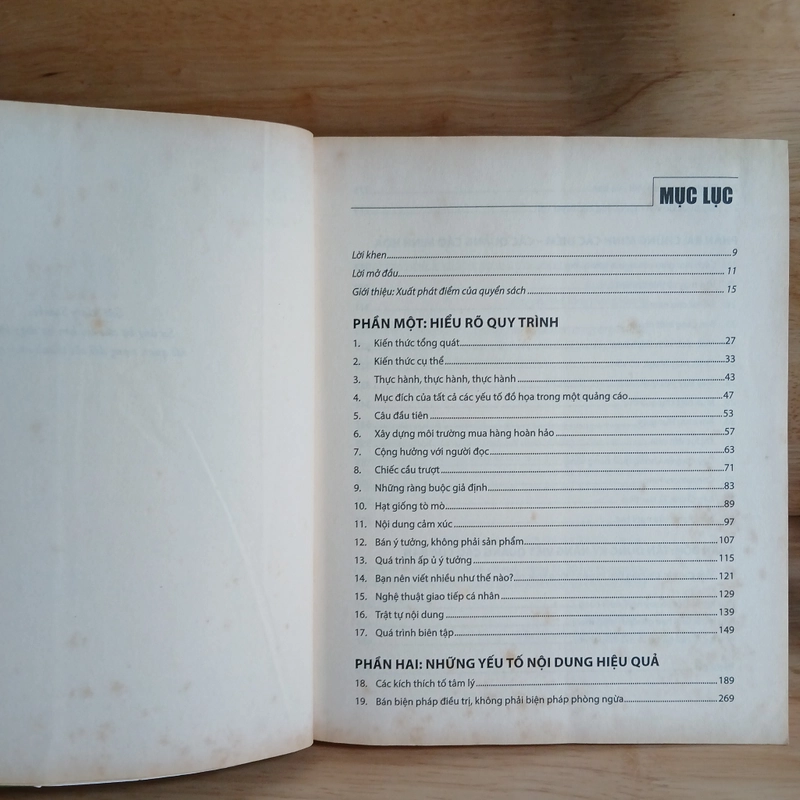 MỤC LỤC
Lời khen.....9
Lời mở đầu.....11
Giới thiệu: Xuất phát điểm của quyển sách.....15
PHẦN MỘT: HIỂU RÕ QUY TRÌNH
1. Kiến thức tổng quát.....27
2. Kiến thức cụ thể.....33
3. Thực hành, thực hành, thực hành.....43
4. Mục đích của tất cả các yếu tố đồ họa trong một quảng cáo.....47
5. Câu đầu tiên.....53
6. Xây dựng môi trường mua hàng hoàn hảo.....57
7. Cộng hưởng với người đọc.....63
8. Chiếc cầu trượt.....71
9. Những ràng buộc giả định.....83
10. Hạt giống tò mò.....89
11. Nội dung cảm xúc.....97
12. Bán ý tưởng, không phải sản phẩm.....107
13. Quá trình ấp ủ ý tưởng.....115
14. Bạn nên viết nhiều như thế nào?.....121
15. Nghệ thuật giao tiếp cá nhân.....129
16. Trật tự nội dung.....139
17. Quá trình biên tập.....149
PHẦN HAI: NHỮNG YẾU TỐ NỘI DUNG HIỆU QUẢ
18. Các kích thích tố tâm lý.....189
19. Bán biện pháp điều trị, không phải biện pháp phòng ngừa.....269